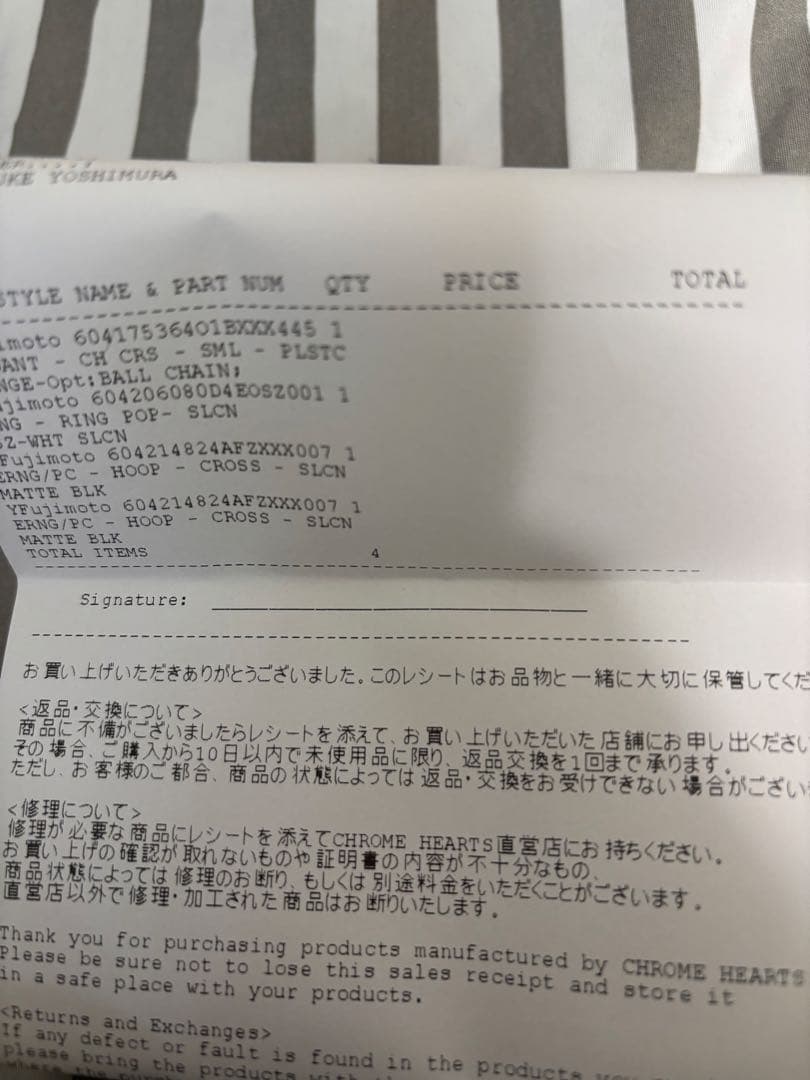 UKE YOSHIMURA
STYLE NAME & PART NUM QTY PRICE TOTAL
imoto 60417536401BXXX445 1
ANT - CH CRS - SML - PLSTC
NGE-Opt:BALL CHAIN;
ujimoto 604206080D4EOSZ001 1
NG - RING POP- SLCN
SZ-WHT SLCN
Fujimoto 604214824AFZXXX007 1
ERNG/PC - HOOP - CROSS - SLCN
MATTE BLK
YFujimoto 604214824AFZXXX007 1
ERNG/PC - HOOP - CROSS - SLCN
MATTE BLK
TOTAL ITEMS 4
Signature:
お買い上げいただきありがとうございました。このレシートはお品物と一緒に大切に保管してくだ
<返品・交換について>
商品に不備がございましたらレシートを添えて、お買い上げいただいた店舗にお申し出ください
その場合、ご購入から10日以内で未使用品に限り、返品交換を1回まで承ります。
ただし、お客様のご都合、商品の状態によっては返品・交換をお受けできない場合がござい
<修理について>
修理が必要な商品にレシートを添えてCHROME HEARTS直営店にお持ちください。
お買い上げの確認が取れないものや証明書の内容が不十分なもの、
商品状態によっては修理のお断り、もしくは別途料金をいただくことがございます。
直営店以外で修理・加工された商品はお断りいたします。
Thank you for purchasing products manufactured by CHROME HEARTS
Please be sure not to lose this sales receipt and store it
in a safe place with your products.
<Returns and Exchanges>
If any defect or fault is found in the products you
please bring the products with
where the